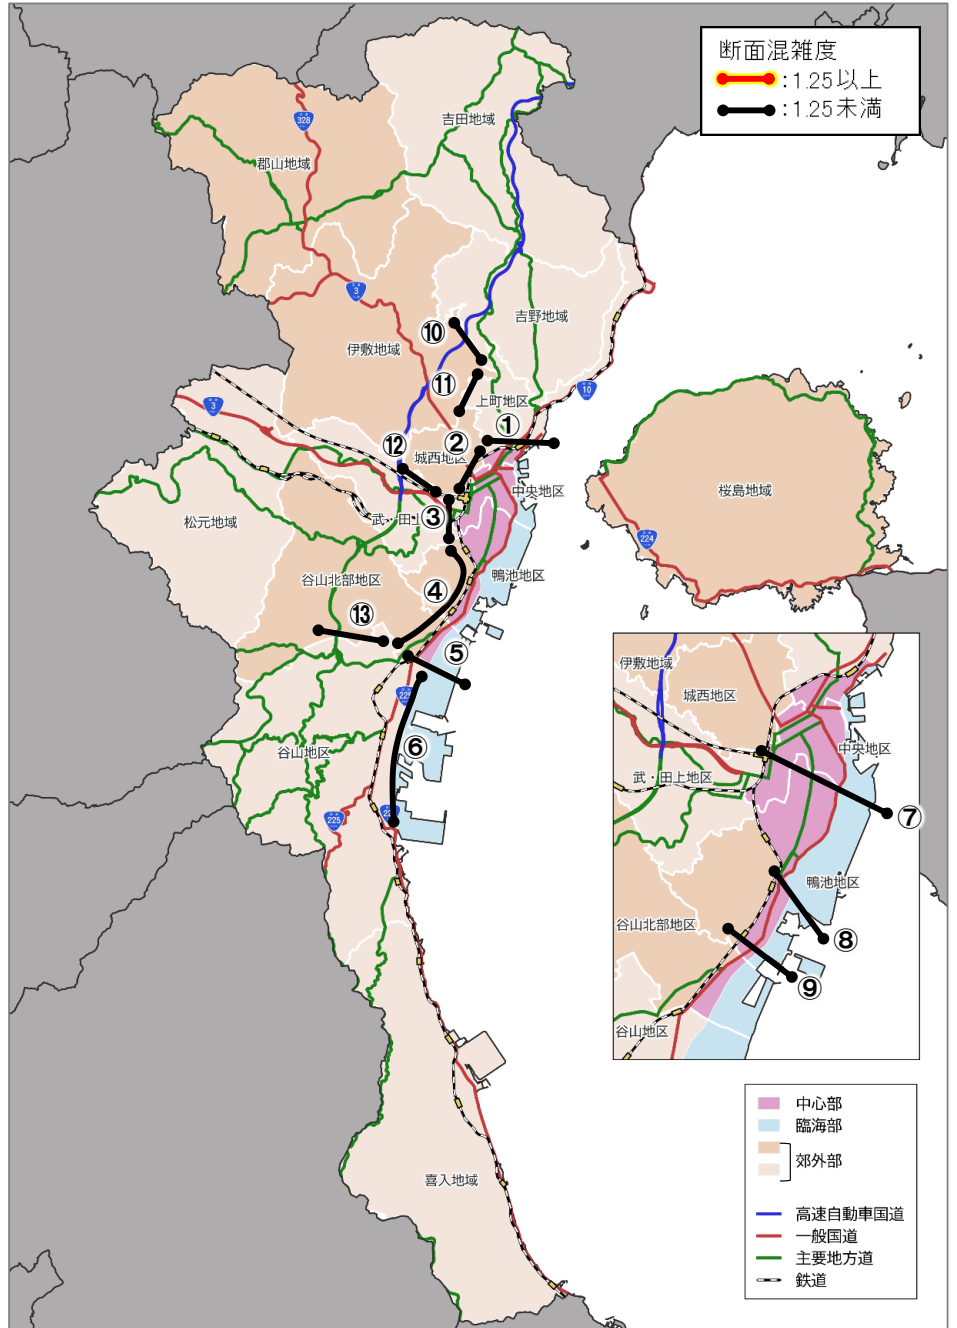 断面混雑度
:1.25以上
:1.25未満
328
吉田地域
郡山地域
3
吉野地域
⑩
伊敷地域
⑪
10
3
上町地区
①
⑫
②
城西地区
中央地区
桜島地域
松元地域
武・田上
③
224
鴨池地区
谷山北部地区
④
⑬
⑤
谷山地区
⑥
225
伊敷地域
城西地区
中央地区
武・田上地区
⑦
鴨池地区
谷山北部地区
⑧
⑨
谷山地区
中心部
臨海部
郊外部
喜入地域
高速自動車国道
一般国道
主要地方道
鉄道